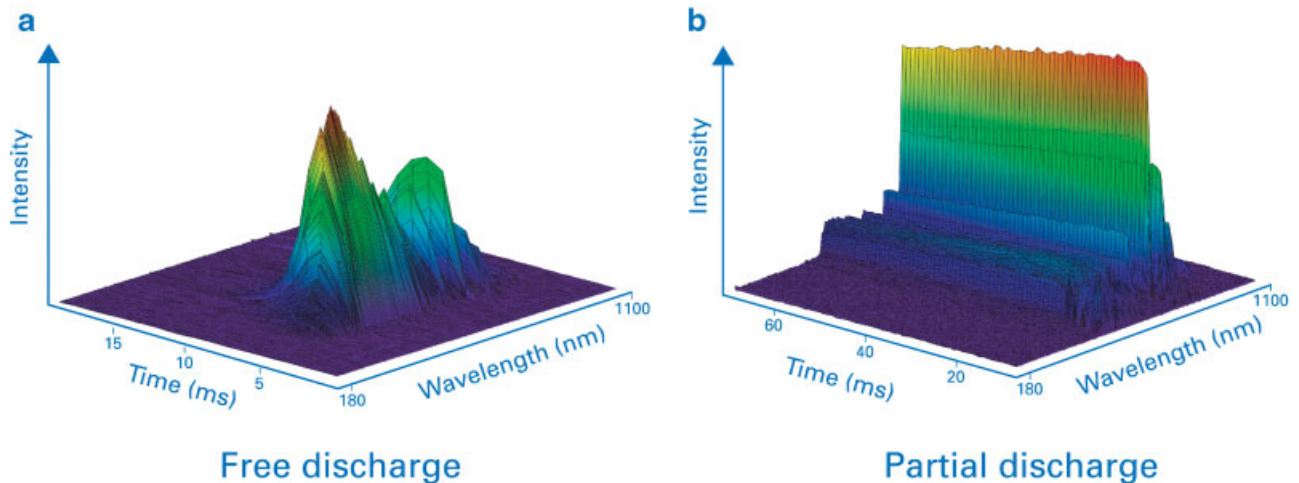 a
Intensity
15
10
5
Time (ms)
180
Wavelength (nm)
1100
Free discharge
b
Intensity
60
40
20
Time (ms)
180
Wavelength (nm)
1100
Partial discharge